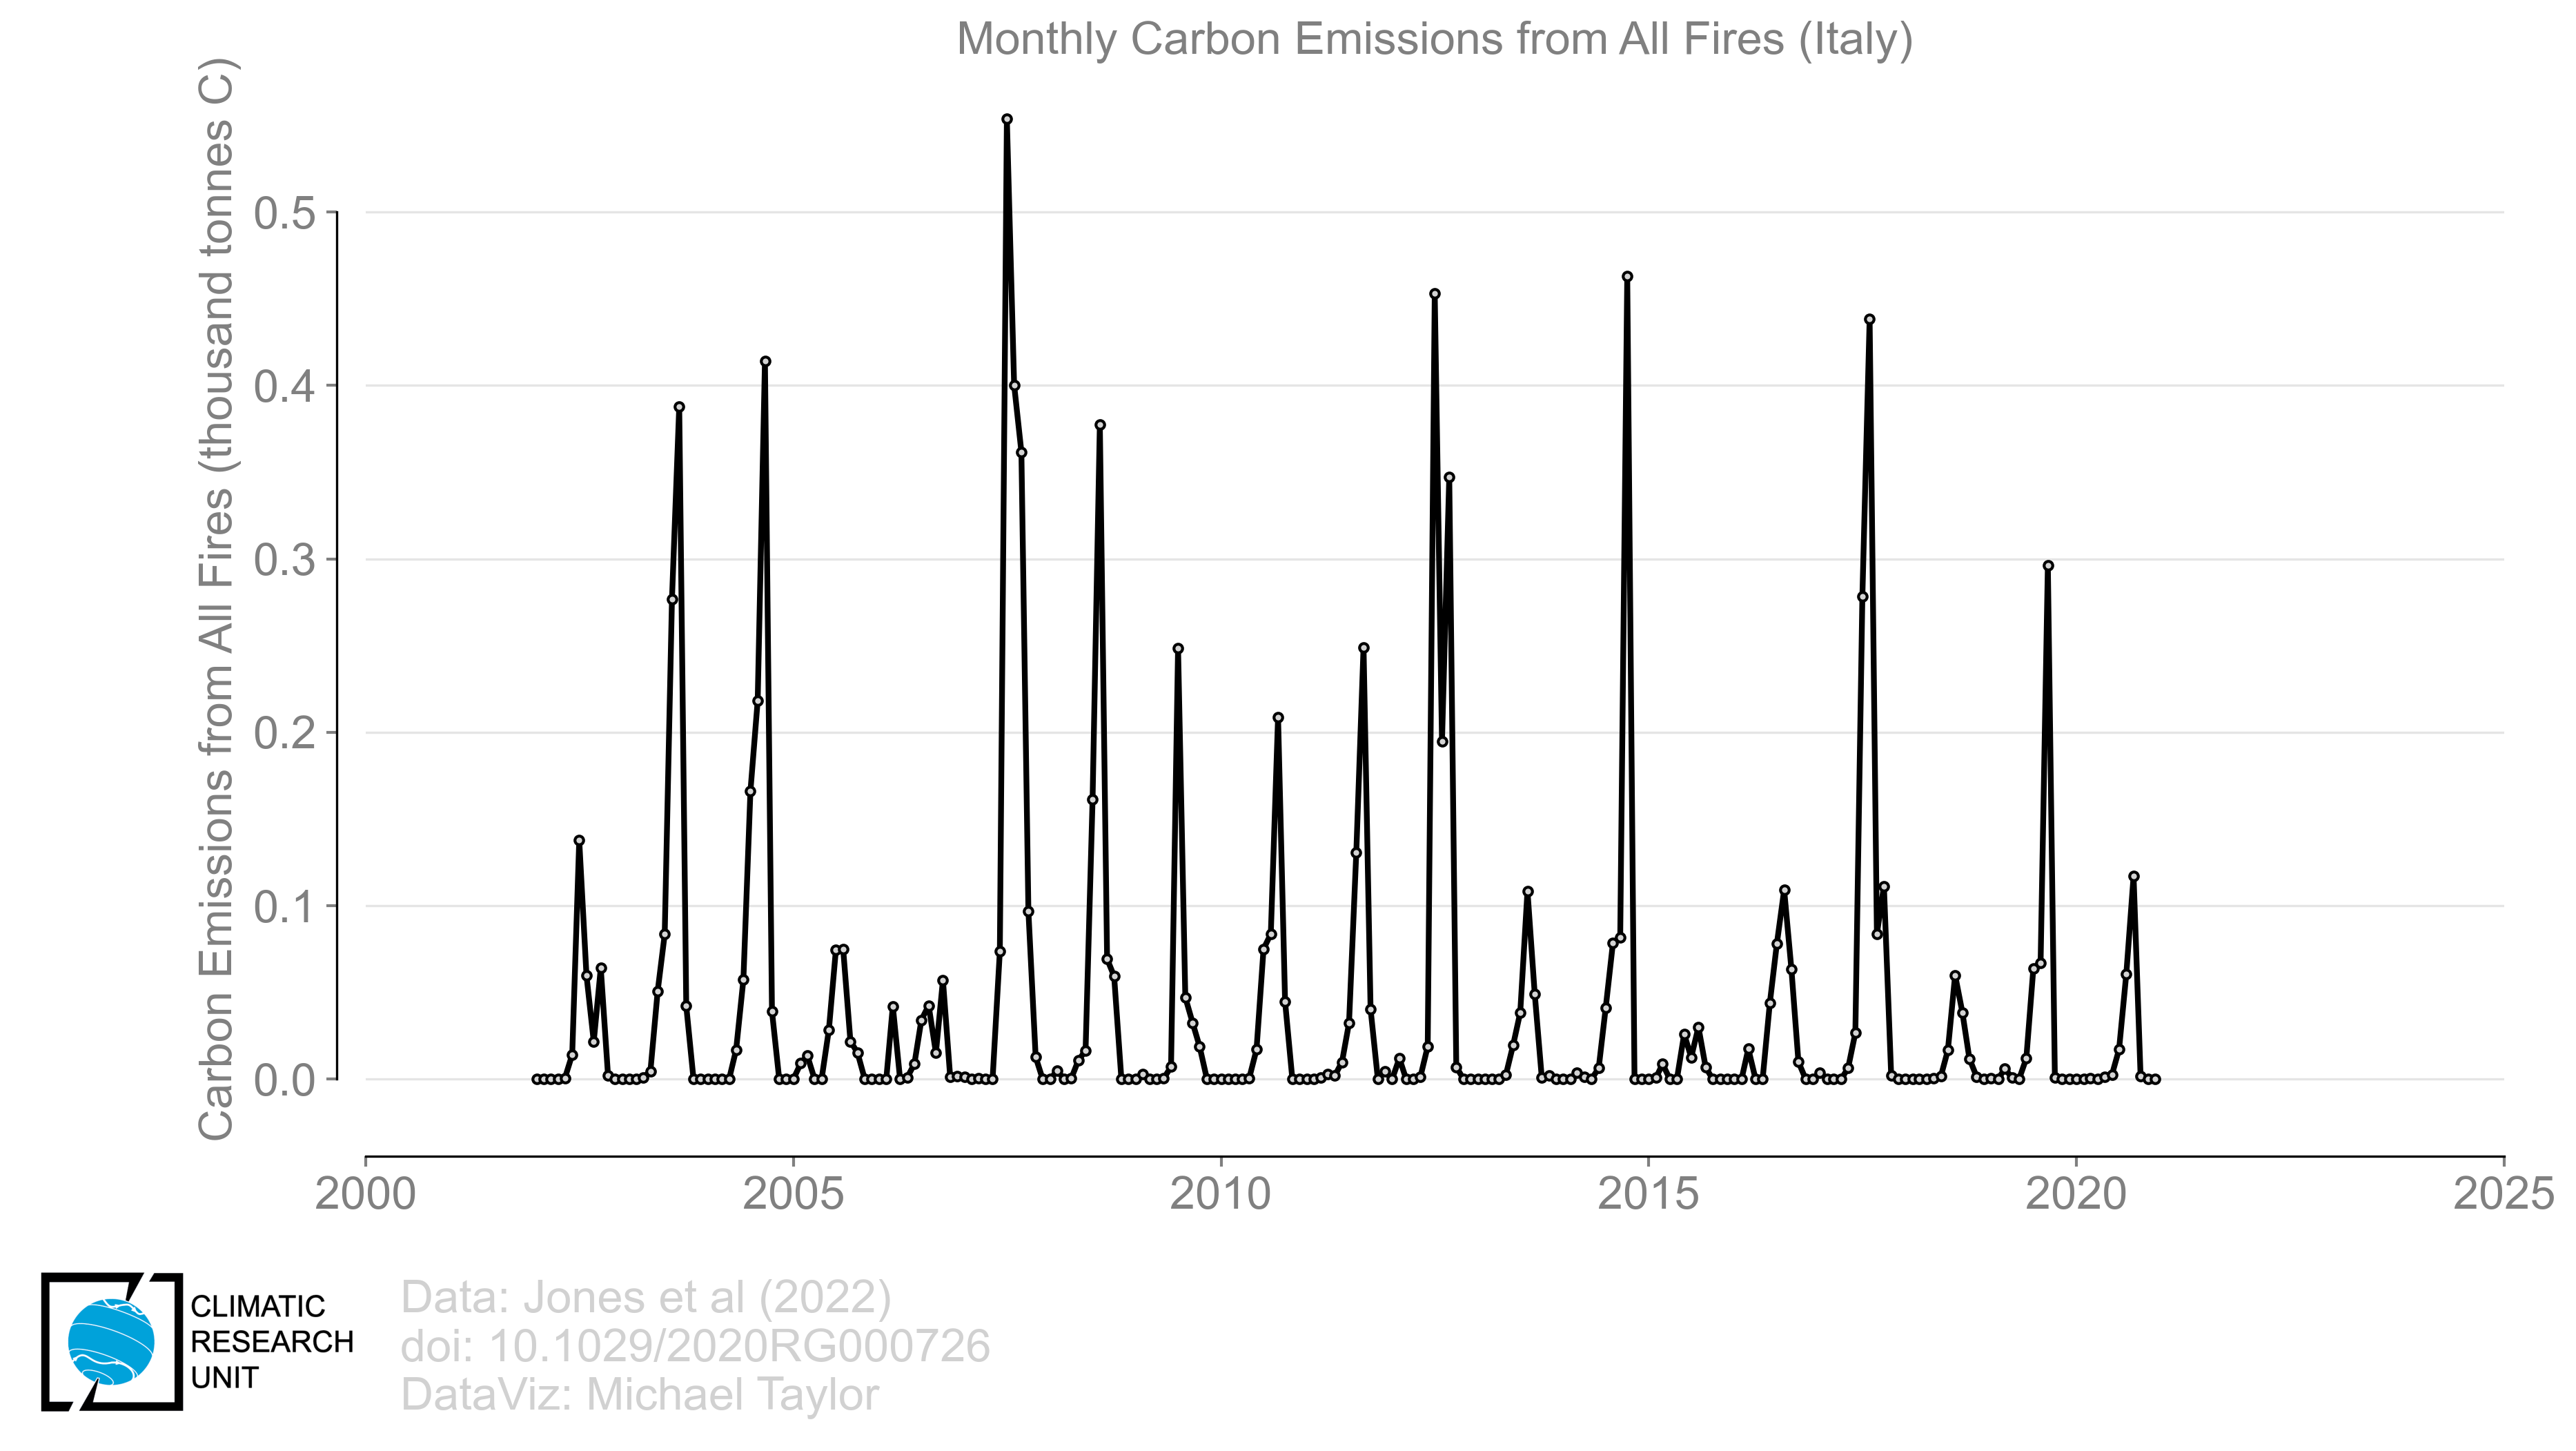 Monthly Carbon Emissions from All Fires (Italy)
Carbon Emissions from All Fires (thousand tonnes C)
0.5
0.4
0.3
0.2
0.1
0.0
2000 2005 2010 2015 2020 2025
CLIMATIC
RESEARCH
UNIT
Data: Jones et al (2022)
doi: 10.1029/2020RG000726
DataViz: Michael Taylor